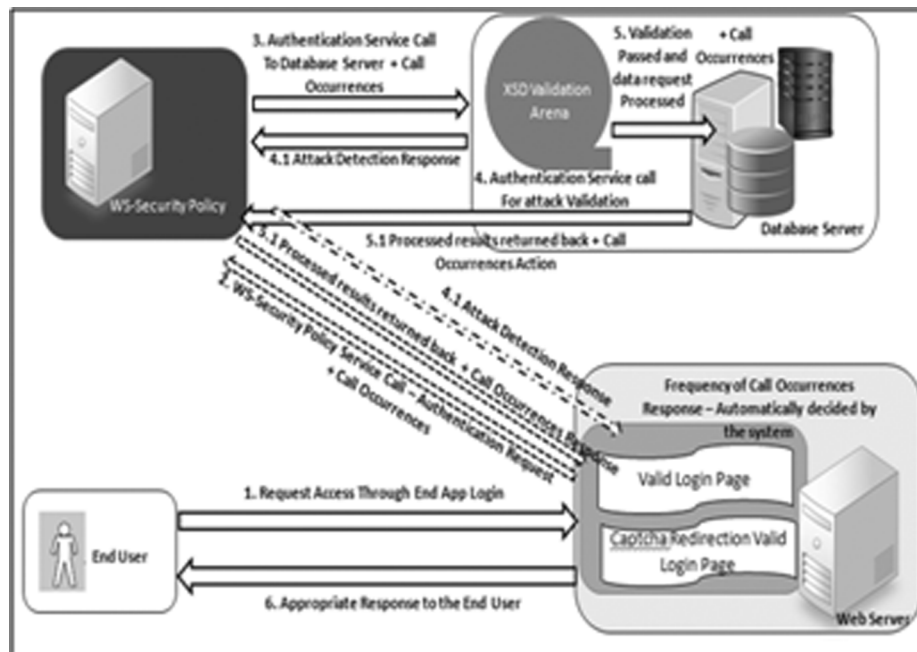 3. Authentication Service Call
To Database Server + Call
Occurrences
4.1 Attack Detection Response
WS-Security Policy
XSD Validation
Arena
5. Validation
Passed and
data request
Processed
+ Call
Occurrences
4. Authentication Service call
For attack Validation
Database Server
5.1 Processed results returned back + Call
Occurrences Action
4.1 Attack Detection Response
5.1 Processed results returned back + Call Occurrences Response
2. WS-Security Policy Service Call – Authentication Request
+ Call Occurrences
Frequency of Call Occurrences
Response – Automatically decided by
the system
Valid Login Page
Captcha Redirection Valid
Login Page
Web Server
1. Request Access Through End App Login
End User
6. Appropriate Response to the End User